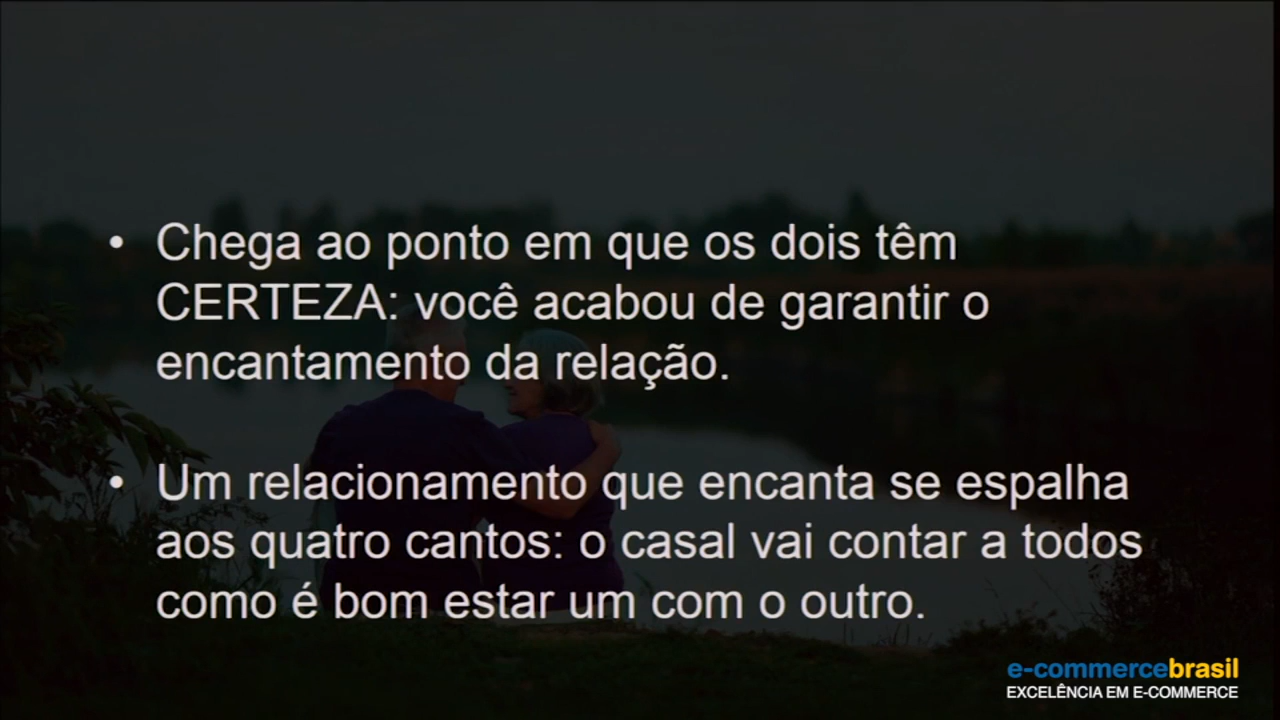 • Chega ao ponto em que os dois têm
CERTEZA: você acabou de garantir o
encantamento da relação.
• Um relacionamento que encanta se espalha
aos quatro cantos: o casal vai contar a todos
como é bom estar um com o outro.
e-commercebrasil
EXCELÊNCIA EM E-COMMERCE